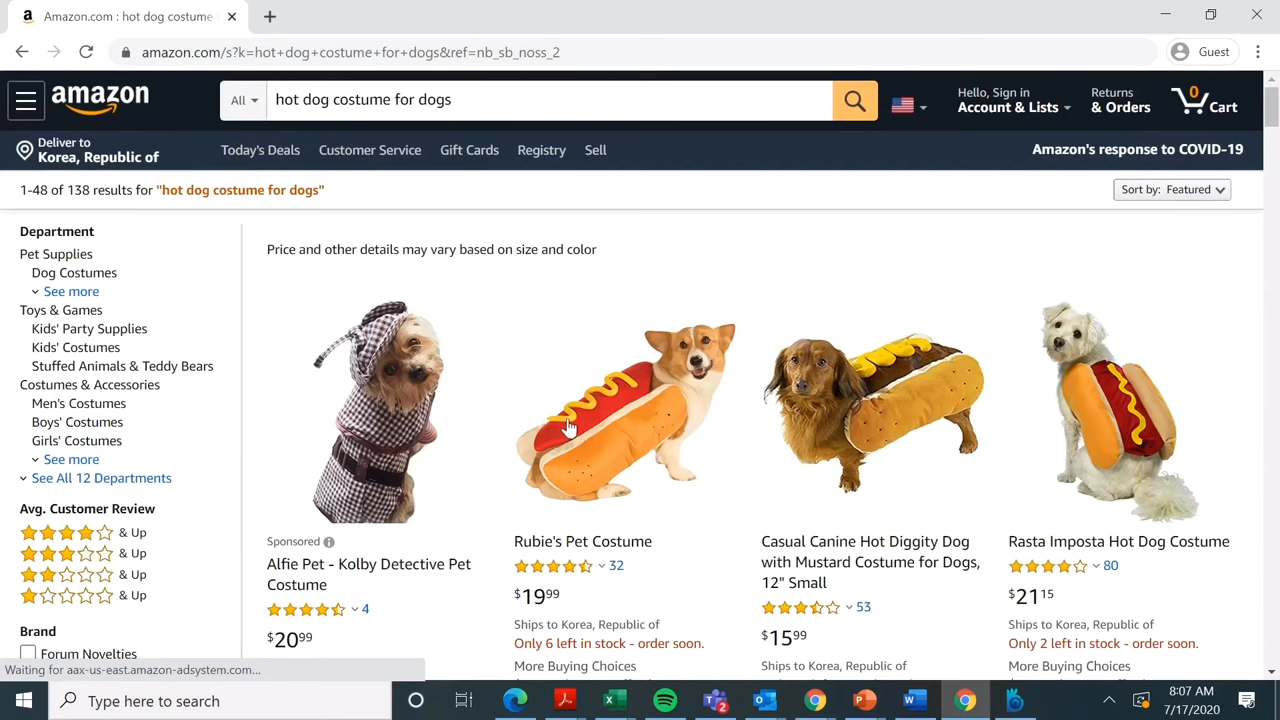 Amazon.com : hot dog costume
amazon.com/s?k=hot+dog+costume+for+dogs&ref=nb_sb_noss_2
Guest
amazon
All
hot dog costume for dogs
Hello, Sign in
Account & Lists
Returns
& Orders
0
Cart
Deliver to
Korea, Republic of
Today's Deals
Customer Service
Gift Cards
Registry
Sell
Amazon's response to COVID-19
1-48 of 138 results for "hot dog costume for dogs"
Sort by: Featured
Department
Pet Supplies
Dog Costumes
See more
Toys & Games
Kids' Party Supplies
Kids' Costumes
Stuffed Animals & Teddy Bears
Costumes & Accessories
Men's Costumes
Boys' Costumes
Girls' Costumes
See more
See All 12 Departments
Avg. Customer Review
& Up
& Up
& Up
& Up
Brand
Forum Novelties
Price and other details may vary based on size and color
Sponsored
Alfie Pet - Kolby Detective Pet
Costume
4
$2099
Rubie's Pet Costume
32
$1999
Ships to Korea, Republic of
Only 6 left in stock - order soon.
More Buying Choices
Casual Canine Hot Diggity Dog
with Mustard Costume for Dogs,
12" Small
53
$1599
Ships to Korea, Republic of
Rasta Imposta Hot Dog Costume
80
$2115
Ships to Korea, Republic of
Only 2 left in stock - order soon.
More Buying Choices
Waiting for aax-us-east.amazon-adsystem.com...
Type here to search
2
8:07 AM
7/17/2020